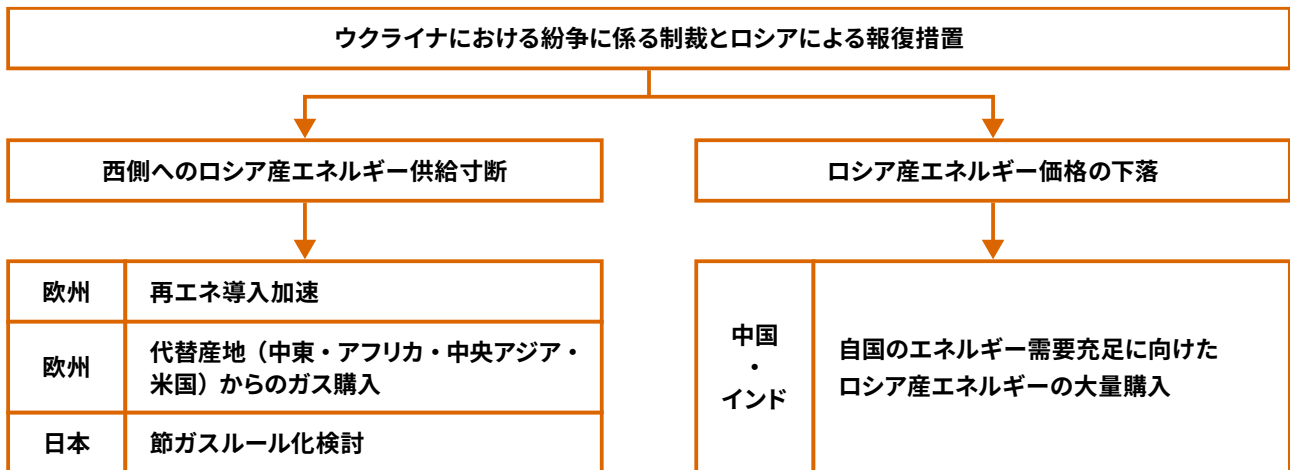 ウクライナにおける紛争に係る制裁とロシアによる報復措置
西側へのロシア産エネルギー供給寸断
ロシア産エネルギー価格の下落
欧州
再エネ導入加速
欧州
代替産地（中東・アフリカ・中央アジア・
米国）からのガス購入
日本
節ガスルール化検討
中国
・
インド
自国のエネルギー需要充足に向けた
ロシア産エネルギーの大量購入